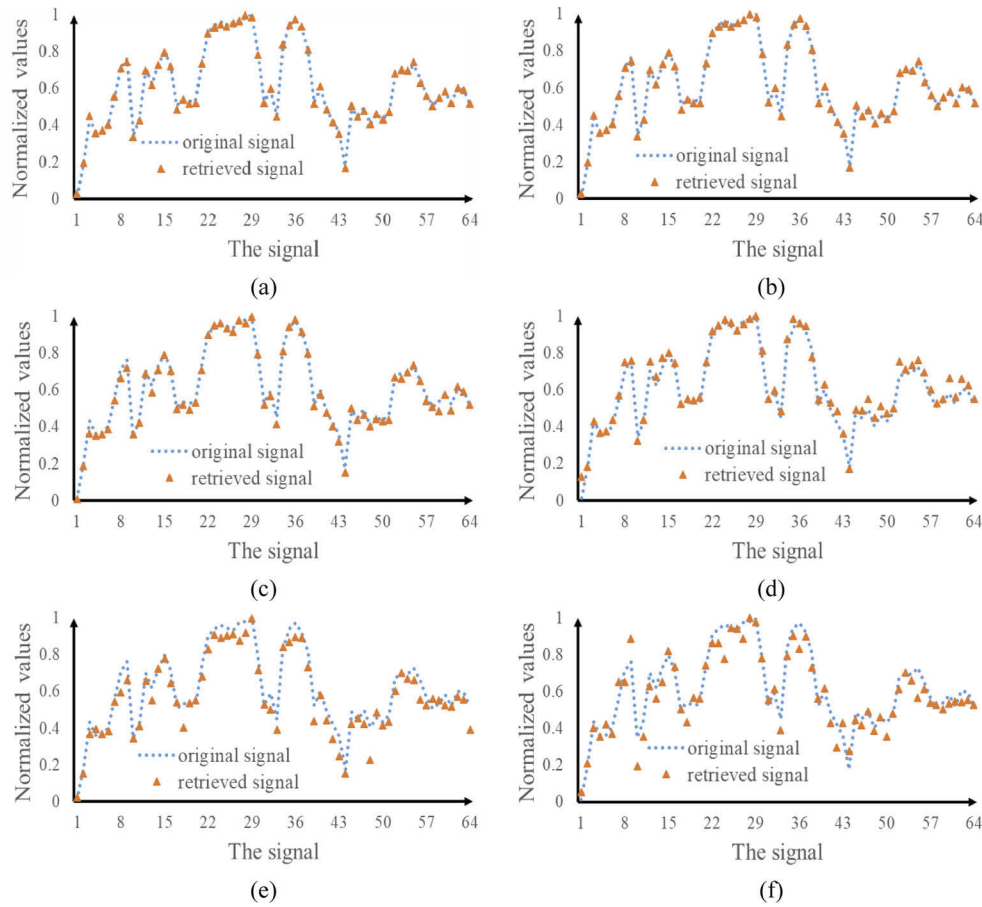 Normalized values
1
0.8
0.6
0.4
0.2
0
original signal
retrieved signal
1 8 15 22 29 36 43 50 57 64
The signal
(a)
Normalized values
1
0.8
0.6
0.4
0.2
0
original signal
retrieved signal
1 8 15 22 29 36 43 50 57 64
The signal
(b)
Normalized values
1
0.8
0.6
0.4
0.2
0
original signal
retrieved signal
1 8 15 22 29 36 43 50 57 64
The signal
(c)
Normalized values
1
0.8
0.6
0.4
0.2
0
original signal
retrieved signal
1 8 15 22 29 36 43 50 57 64
The signal
(d)
Normalized values
1
0.8
0.6
0.4
0.2
0
original signal
retrieved signal
1 8 15 22 29 36 43 50 57 64
The signal
(e)
Normalized values
1
0.8
0.6
0.4
0.2
0
original signal
retrieved signal
1 8 15 22 29 36 43 50 57 64
The signal
(f)